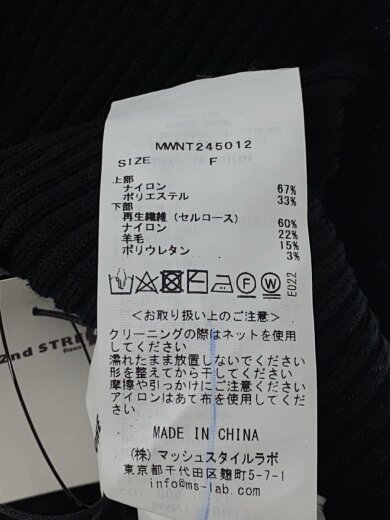 MWNT245012
SIZE F
上部
ナイロン 67%
ポリエステル 33%
下部
再生繊維(セルロース) 60%
ナイロン 22%
羊毛 15%
ポリウレタン 3%
F W
E022
<お取り扱い上のご注意>
クリーニングの際はネットを使用
してください
濡れたまま放置しないでください
形を整えてから干してください
摩擦や引っかけにご注意ください
アイロンはあて布を使用してくだ
さい
MADE IN CHINA
(株)マッシュスタイルラボ
東京都千代田区麹町5-7-1
info@ms-lab.com
2nd STRE
Reus